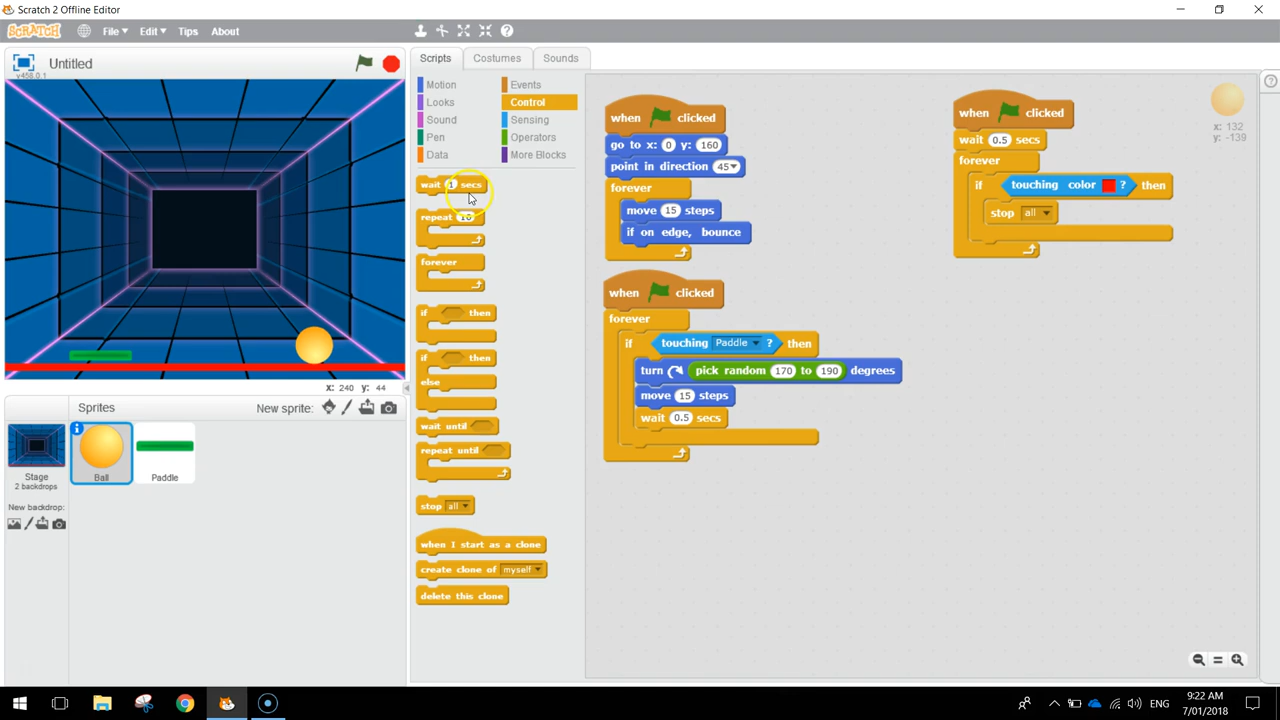 Scratch 2 Offline Editor
SCRATCH File Edit Tips About
Untitled
v458.0.1
Scripts Costumes Sounds
Motion Events
Looks Control
Sound Sensing
Pen Operators
Data More Blocks
wait 1 secs
repeat 10
forever
if then
if then
else
wait until
repeat until
stop all
when I start as a clone
create clone of myself
delete this clone
when clicked
go to x: 0 y: 160
point in direction 45
forever
move 15 steps
if on edge, bounce
when clicked
forever
if touching Paddle ? then
turn pick random 170 to 190 degrees
move 15 steps
wait 0.5 secs
when clicked
wait 0.5 secs
forever
if touching color ? then
stop all
x: 132
y: -139
x: 240 y: 44
Sprites New sprite:
Stage
2 backdrops
New backdrop:
Ball
Paddle
ENG
9:22 AM
7/01/2018